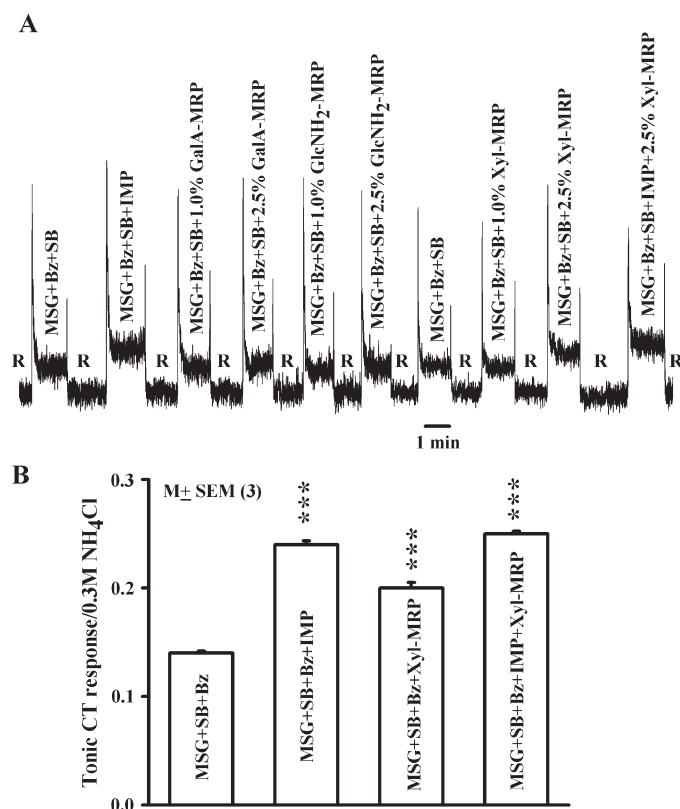 A
MSG+Bz+SB
MSG+Bz+SB+IMP
MSG+Bz+SB+1.0% GalA-MRP
MSG+Bz+SB+2.5% GalA-MRP
MSG+Bz+SB+1.0% GlcNH2-MRP
MSG+Bz+SB+2.5% GlcNH2-MRP
MSG+Bz+SB
MSG+Bz+SB+1.0% Xyl-MRP
MSG+Bz+SB+2.5% Xyl-MRP
MSG+Bz+SB+IMP+2.5% Xyl-MRP
R R R R R R R R R R R
1 min
B
Tonic CT response/0.3M NH4Cl
0.3
0.2
0.1
0.0
M± SEM (3)
MSG+SB+Bz
***
MSG+SB+Bz+IMP
***
MSG+SB+Bz+Xyl-MRP
***
MSG+SB+Bz+IMP+Xyl-MRP